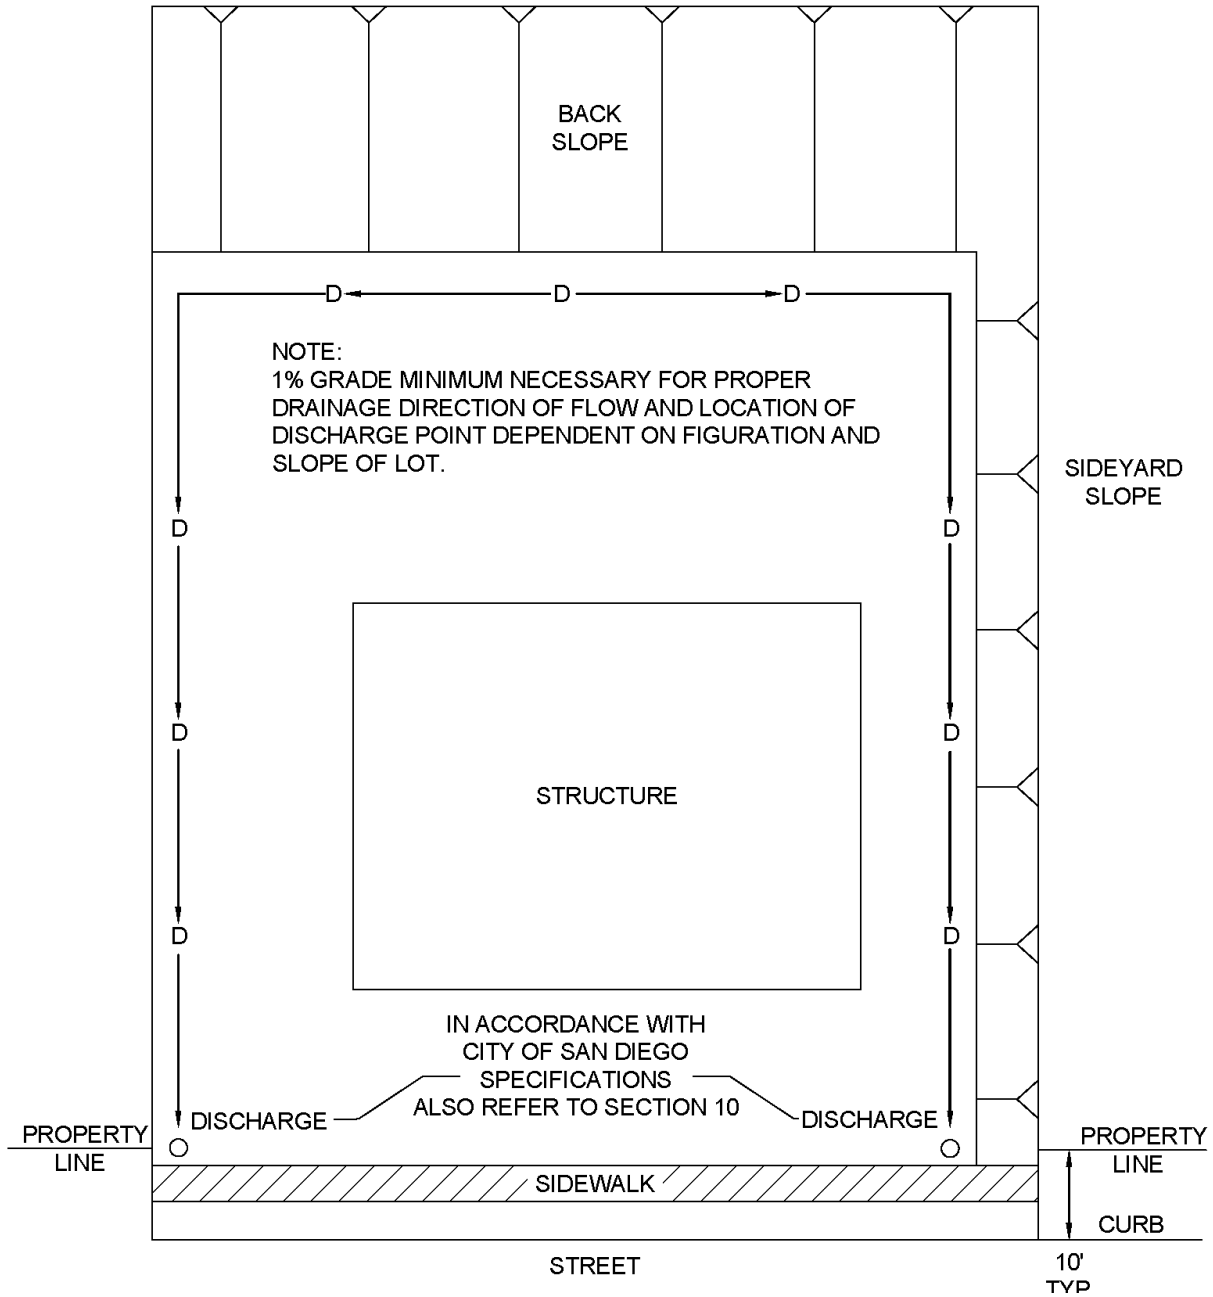 BACK
SLOPE
D D D
NOTE:
1% GRADE MINIMUM NECESSARY FOR PROPER
DRAINAGE DIRECTION OF FLOW AND LOCATION OF
DISCHARGE POINT DEPENDENT ON FIGURATION AND
SLOPE OF LOT.
SIDEYARD
SLOPE
D D
D D
STRUCTURE
D D
IN ACCORDANCE WITH
CITY OF SAN DIEGO
SPECIFICATIONS
ALSO REFER TO SECTION 10
DISCHARGE
DISCHARGE
PROPERTY
LINE
PROPERTY
LINE
SIDEWALK
CURB
STREET
10'
TYP